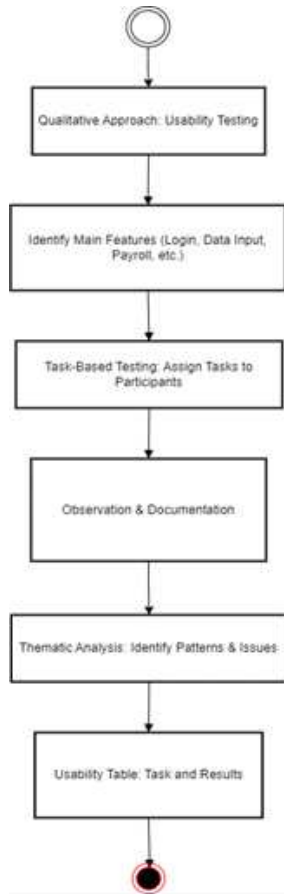 Qualitative Approach: Usability Testing
Identify Main Features (Login, Data Input,
Payroll, etc.)
Task-Based Testing: Assign Tasks to
Participants
Observation & Documentation
Thematic Analysis: Identify Patterns & Issues
Usability Table: Task and Results